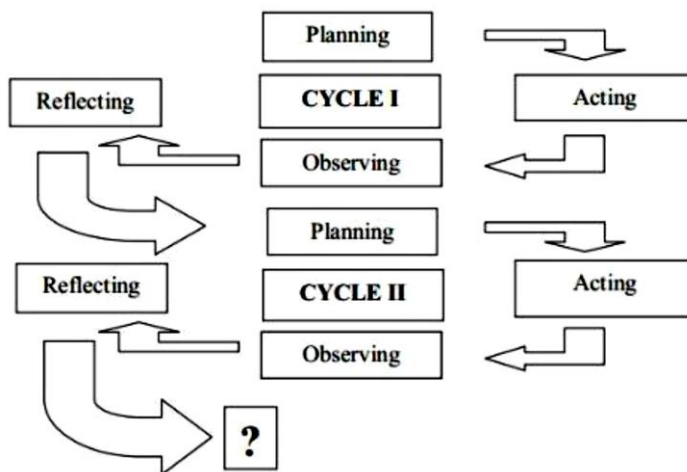 Planning
Reflecting
CYCLE I
Acting
Observing
Planning
Reflecting
CYCLE II
Acting
Observing
?